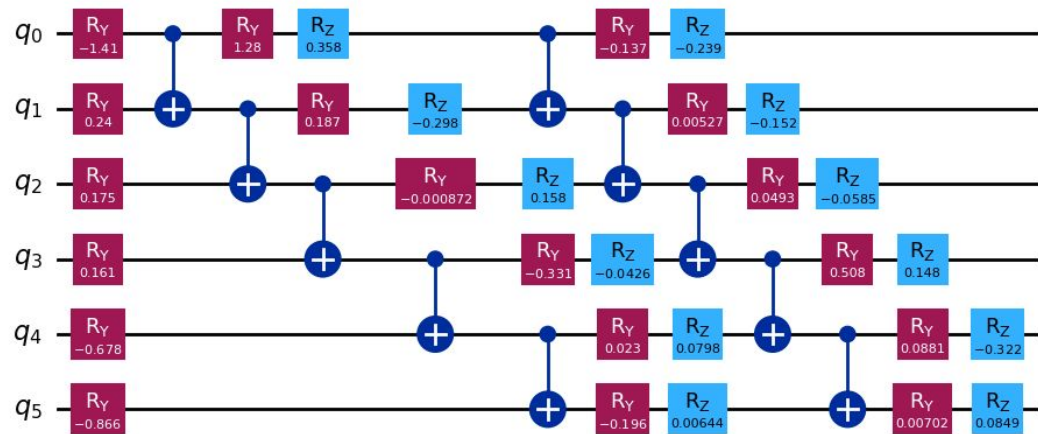 q0 RY −1.41 RY 1.28 RZ 0.358 RY −0.137 RZ −0.239
q1 RY 0.24 RY 0.187 RZ −0.298 RY 0.00527 RZ −0.152
q2 RY 0.175 RY −0.000872 RZ 0.158 RY 0.0493 RZ −0.0585
q3 RY 0.161 RY −0.331 RZ −0.0426 RY 0.508 RZ 0.148
q4 RY −0.678 RY 0.023 RZ 0.0798 RY 0.0881 RZ −0.322
q5 RY −0.866 RY −0.196 RZ 0.00644 RY 0.00702 RZ 0.0849